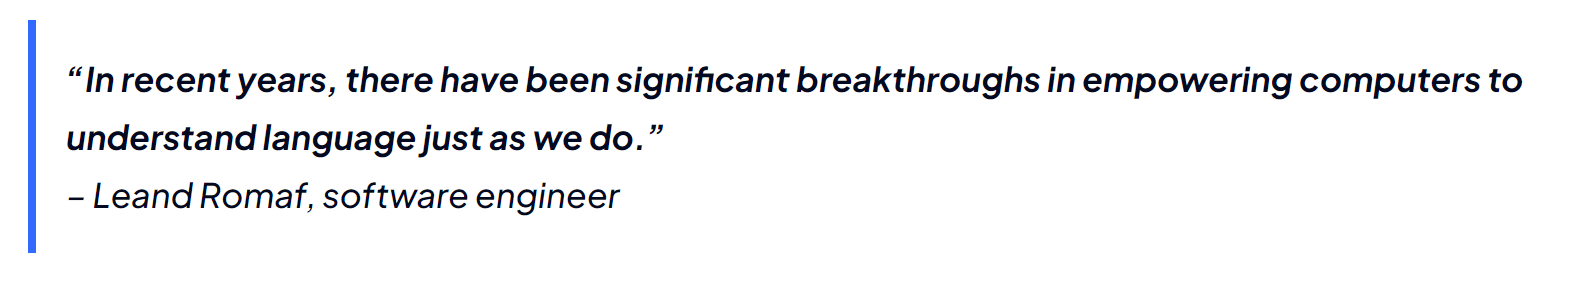 “In recent years, there have been significant breakthroughs in empowering computers to
understand language just as we do.”
– Leand Romaf, software engineer